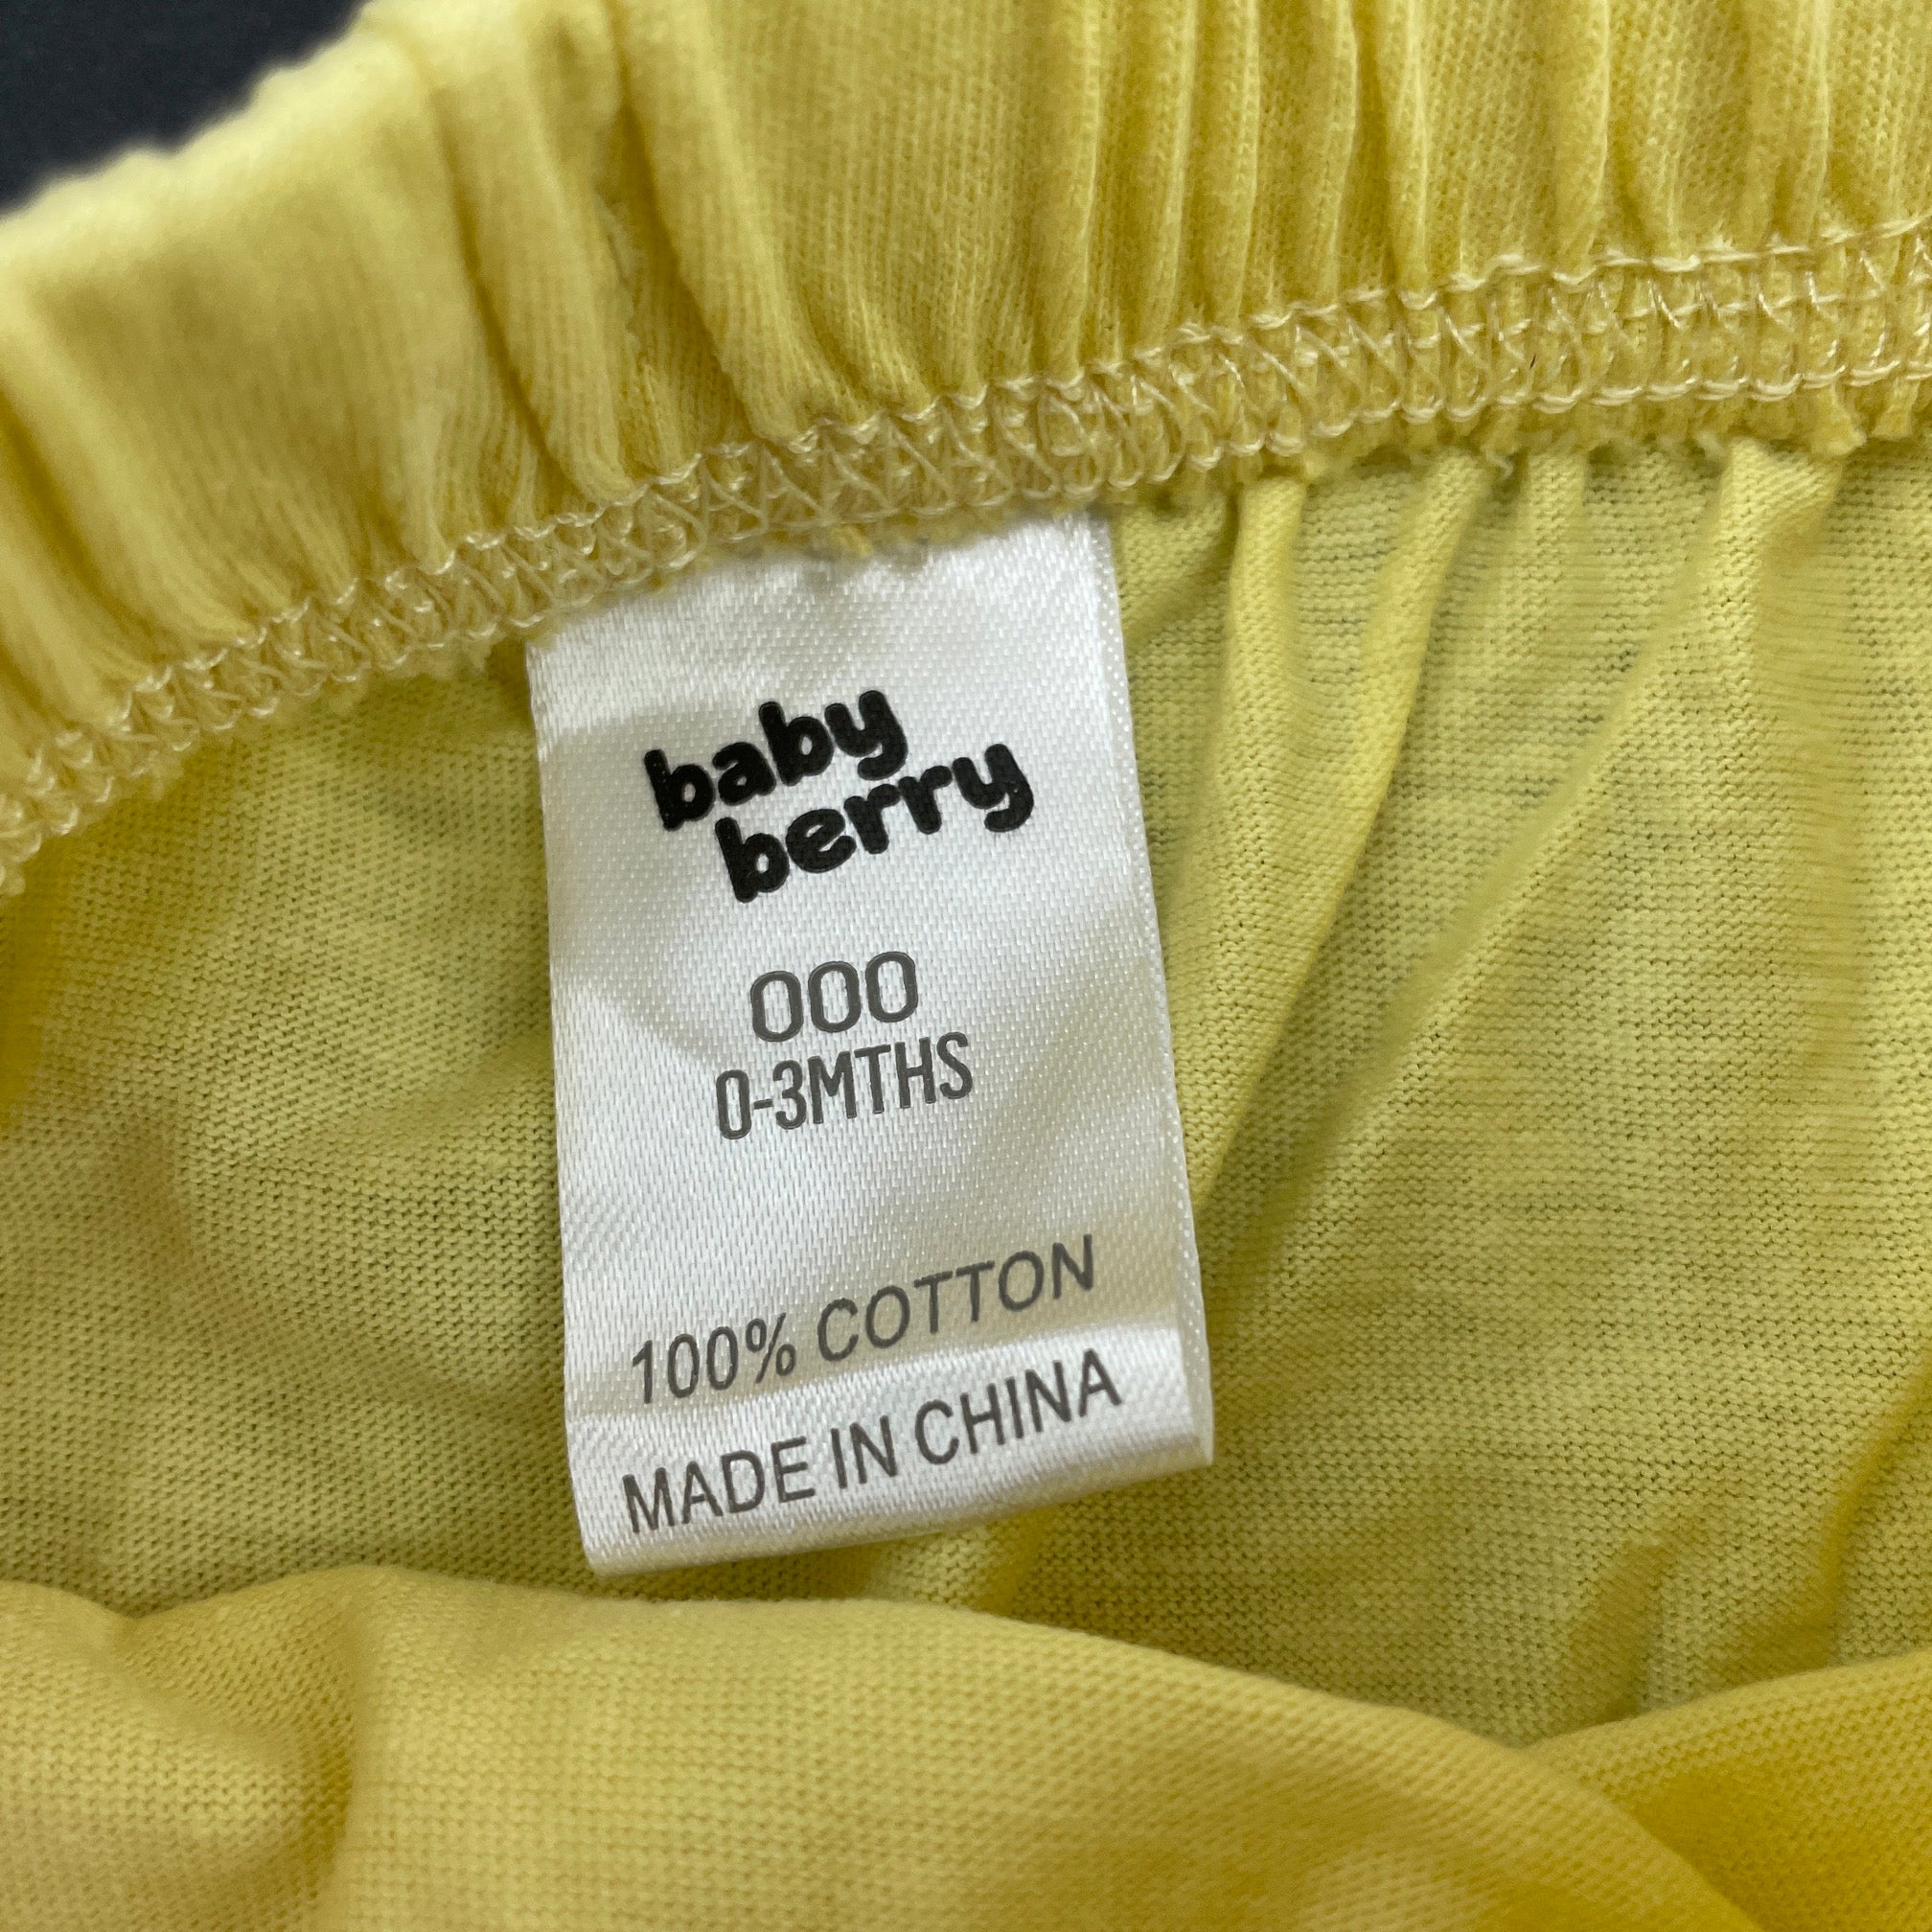 baby
berry
000
0-3MTHS
100% COTTON
MADE IN CHINA